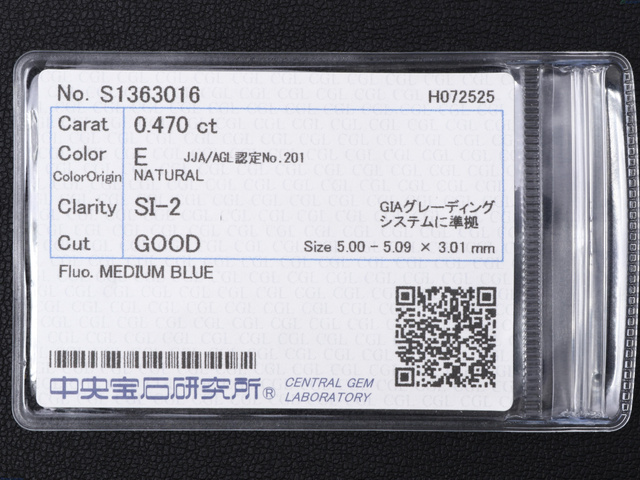 No. S1363016
H072525
Carat 0.470 ct
Color E JJA/AGL認定No.201
ColorOrigin NATURAL
Clarity SI-2
GIAグレーディング
システムに準拠
Cut GOOD Size 5.00 - 5.09 × 3.01 mm
Fluo. MEDIUM BLUE
中央宝石研究所® CENTRAL GEM
LABORATORY